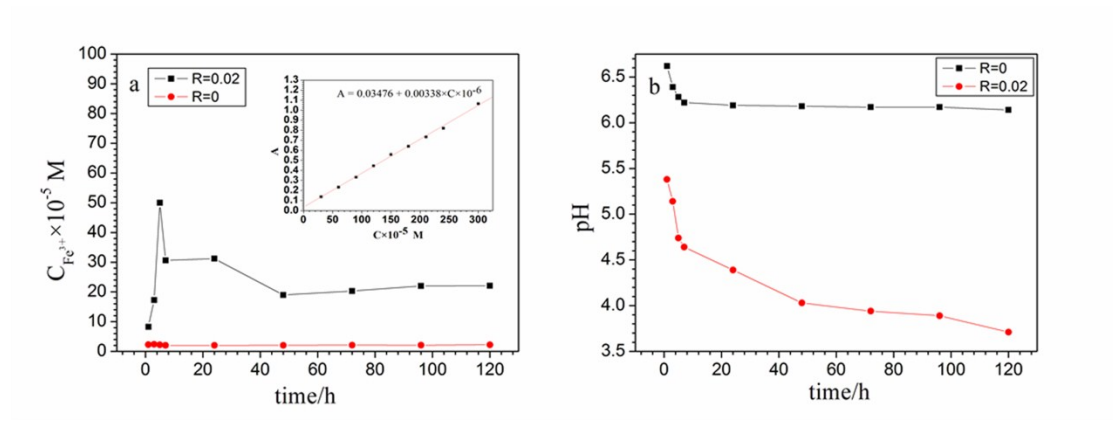 a
R=0.02
R=0
100
90
80
70
60
50
40
30
20
10
0
C_Fe³⁺×10⁻⁵ M
0 20 40 60 80 100 120
time/h
A = 0.03476 + 0.00338×C×10⁻⁶
1.3
1.2
1.1
1.0
0.9
0.8
0.7
0.6
0.5
0.4
0.3
0.2
0.1
0.0
A
0 50 100 150 200 250 300
C×10⁻⁵ M
b
R=0
R=0.02
6.5
6.0
5.5
5.0
4.5
4.0
3.5
pH
0 20 40 60 80 100 120
time/h